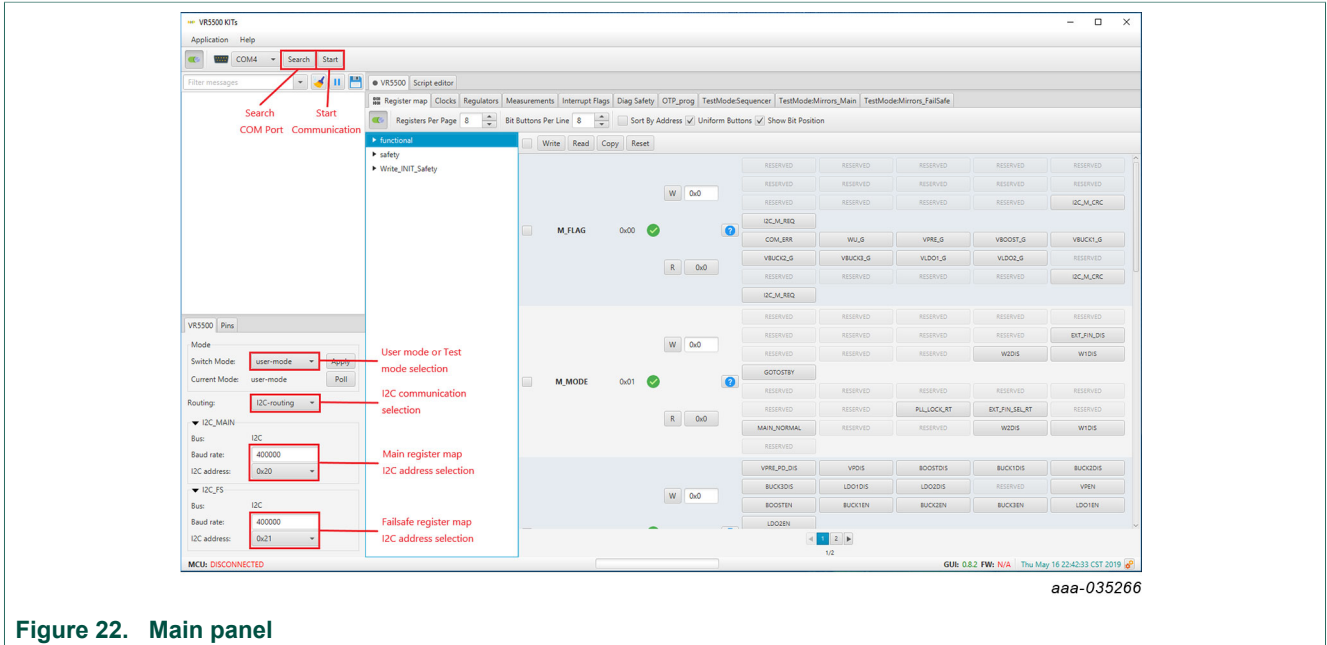 VR5500 KITs
Application Help
COM4 Search Start
Filter messages
Search COM Port
Start Communication
VR5500 Script editor
Register map Clocks Regulators Measurements Interrupt Flags Diag Safety OTP_prog TestMode:Sequencer TestMode:Mirrors_Main TestMode:Mirrors_FailSafe
Registers Per Page 8 Bit Buttons Per Line 8 Sort By Address Uniform Buttons Show Bit Position
functional
safety
Write_INIT_Safety
Write Read Copy Reset
RESERVED RESERVED RESERVED RESERVED RESERVED
RESERVED RESERVED RESERVED RESERVED RESERVED
W 0x0
RESERVED RESERVED RESERVED RESERVED I2C_M_CRC
I2C_M_REQ
M_FLAG 0x00 ?
COM_ERR WU_G VPRE_G VBOOST_G VBUCK1_G
VBUCK2_G VBUCK3_G VLDO1_G VLDO2_G RESERVED
R 0x0
RESERVED RESERVED RESERVED RESERVED I2C_M_CRC
I2C_M_REQ
RESERVED RESERVED RESERVED RESERVED RESERVED
RESERVED RESERVED RESERVED RESERVED EXT_FIN_DIS
W 0x0
RESERVED RESERVED RESERVED W2DIS W1DIS
GOTOSTBY
M_MODE 0x01 ?
RESERVED RESERVED RESERVED RESERVED RESERVED
RESERVED RESERVED PLL_LOCK_RT EXT_FIN_SEL_RT RESERVED
R 0x0
MAIN_NORMAL RESERVED RESERVED W2DIS W1DIS
RESERVED
VPRE_PD_DIS VPDIS BOOSTDIS BUCK1DIS BUCK2DIS
BUCK3DIS LDO1DIS LDO2DIS RESERVED VPEN
W 0x0
BOOSTEN BUCK1EN BUCK2EN BUCK3EN LDO1EN
LDO2EN
1 2
1/2
VR5500 Pins
Mode
Switch Mode: user-mode Apply
Current Mode: user-mode Poll
User mode or Test
mode selection
Routing: I2C-routing
I2C communication
selection
I2C_MAIN
Bus: I2C
Baud rate: 400000
I2C address: 0x20
Main register map
I2C address selection
I2C_FS
Bus: I2C
Baud rate: 400000
I2C address: 0x21
Failsafe register map
I2C address selection
MCU: DISCONNECTED
GUI: 0.8.2 FW: N/A Thu May 16 22:42:33 CST 2019
aaa-035266
Figure 22. Main panel